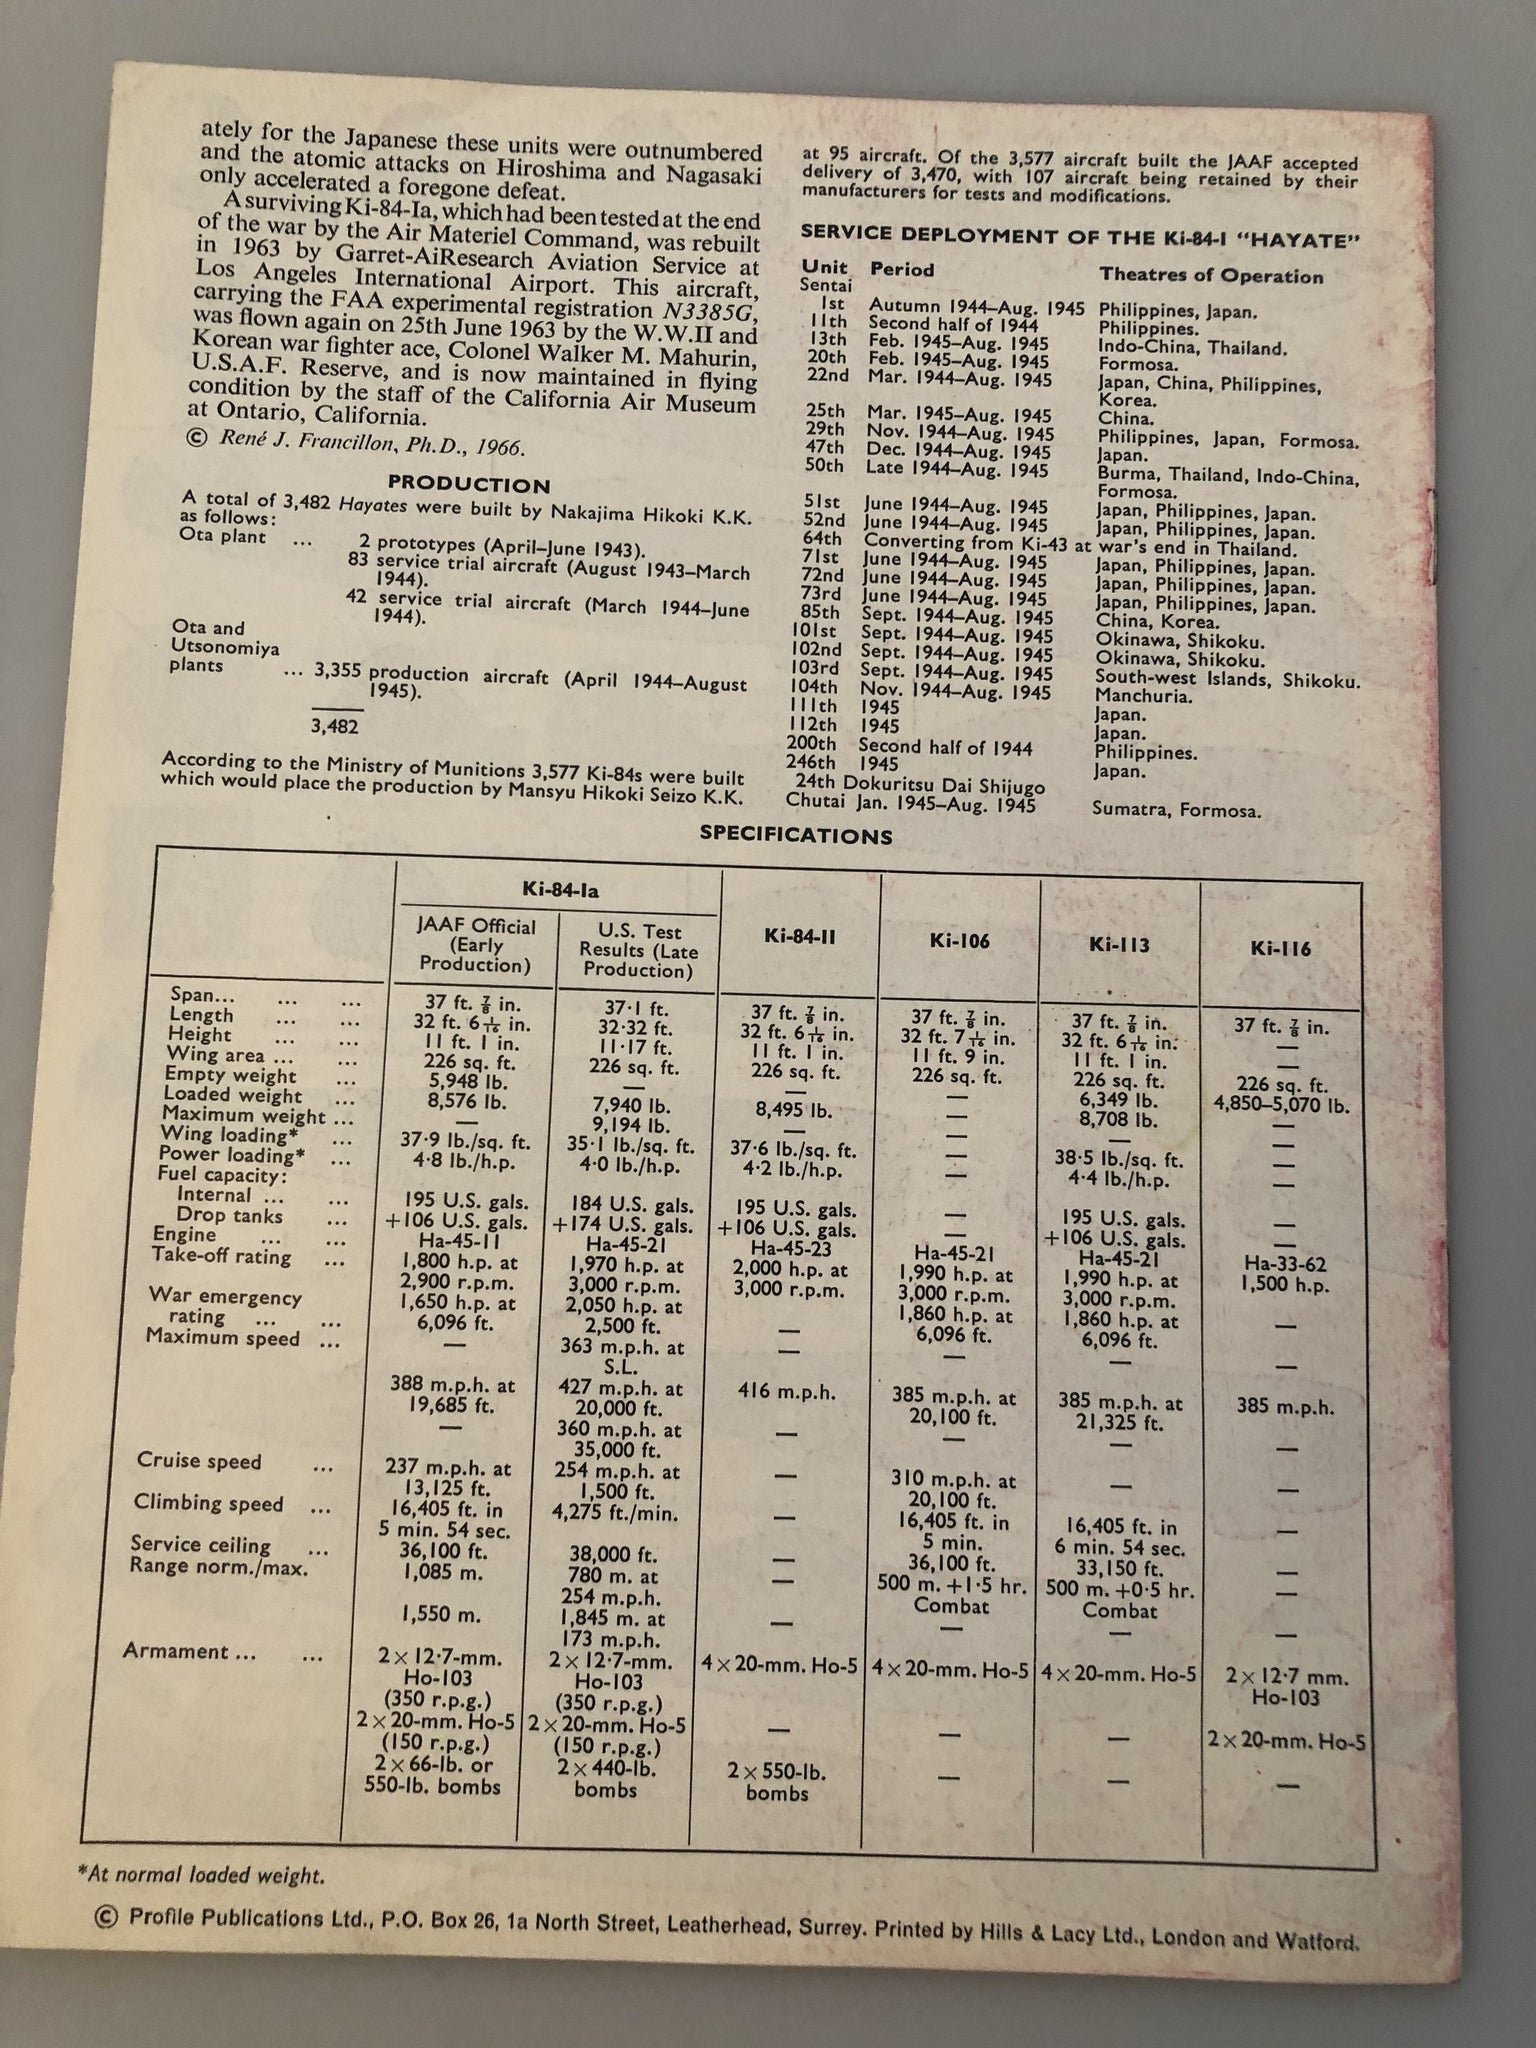 ately for the Japanese these units were outnumbered
and the atomic attacks on Hiroshima and Nagasaki
only accelerated a foregone defeat.
A surviving Ki-84-Ia, which had been tested at the end
of the war by the Air Materiel Command, was rebuilt
in 1963 by Garret-AiResearch Aviation Service at
Los Angeles International Airport. This aircraft,
carrying the FAA experimental registration N3385G,
was flown again on 25th June 1963 by the W.W.II and
Korean war fighter ace, Colonel Walker M. Mahurin,
U.S.A.F. Reserve, and is now maintained in flying
condition by the staff of the California Air Museum
at Ontario, California.
© René J. Francillon, Ph.D., 1966.
PRODUCTION
A total of 3,482 Hayates were built by Nakajima Hikoki K.K.
as follows:
Ota plant ... 2 prototypes (April–June 1943).
83 service trial aircraft (August 1943–March
1944).
42 service trial aircraft (March 1944–June
1944).
Ota and
Utsonomiya
plants ... 3,355 production aircraft (April 1944–August
1945).
3,482
According to the Ministry of Munitions 3,577 Ki-84s were built
which would place the production by Mansyu Hikoki Seizo K.K.
at 95 aircraft. Of the 3,577 aircraft built the JAAF accepted
delivery of 3,470, with 107 aircraft being retained by their
manufacturers for tests and modifications.
SERVICE DEPLOYMENT OF THE Ki-84-I "HAYATE"
Unit Period Theatres of Operation
Sentai
1st Autumn 1944–Aug. 1945 Philippines, Japan.
11th Second half of 1944 Philippines.
13th Feb. 1945–Aug. 1945 Indo-China, Thailand.
20th Feb. 1945–Aug. 1945 Formosa.
22nd Mar. 1944–Aug. 1945 Japan, China, Philippines,
Korea.
25th Mar. 1945–Aug. 1945 China.
29th Nov. 1944–Aug. 1945 Philippines, Japan, Formosa.
47th Dec. 1944–Aug. 1945 Japan.
50th Late 1944–Aug. 1945 Burma, Thailand, Indo-China,
Formosa.
51st June 1944–Aug. 1945 Japan, Philippines, Japan.
52nd June 1944–Aug. 1945 Japan, Philippines, Japan.
64th Converting from Ki-43 at war's end in Thailand.
71st June 1944–Aug. 1945 Japan, Philippines, Japan.
72nd June 1944–Aug. 1945 Japan, Philippines, Japan.
73rd June 1944–Aug. 1945 Japan, Philippines, Japan.
85th Sept. 1944–Aug. 1945 China, Korea.
101st Sept. 1944–Aug. 1945 Okinawa, Shikoku.
102nd Sept. 1944–Aug. 1945 Okinawa, Shikoku.
103rd Sept. 1944–Aug. 1945 South-west Islands, Shikoku.
104th Nov. 1944–Aug. 1945 Manchuria.
111th 1945 Japan.
112th 1945 Japan.
200th Second half of 1944 Philippines.
246th 1945 Japan.
24th Dokuritsu Dai Shijugo
Chutai Jan. 1945–Aug. 1945 Sumatra, Formosa.
SPECIFICATIONS
Ki-84-Ia
JAAF Official (Early Production) U.S. Test Results (Late Production) Ki-84-II Ki-106 Ki-113 Ki-116
Span... ... ... 37 ft. ⅞ in. 37·1 ft. 37 ft. ⅞ in. 37 ft. ⅞ in. 37 ft. ⅞ in. 37 ft. ⅞ in.
Length ... ... 32 ft. 6 1/16 in. 32·32 ft. 32 ft. 6 1/16 in. 32 ft. 7 1/16 in. 32 ft. 6 1/16 in. —
Height ... ... 11 ft. 1 in. 11·17 ft. 11 ft. 1 in. 11 ft. 9 in. 11 ft. 1 in. —
Wing area ... ... 226 sq. ft. 226 sq. ft. 226 sq. ft. 226 sq. ft. 226 sq. ft. 226 sq. ft.
Empty weight ... 5,948 lb. — — — 6,349 lb. 4,850–5,070 lb.
Loaded weight ... 8,576 lb. 7,940 lb. 8,495 lb. — 8,708 lb. —
Maximum weight ... — 9,194 lb. — — — —
Wing loading* ... 37·9 lb./sq. ft. 35·1 lb./sq. ft. 37·6 lb./sq. ft. — 38·5 lb./sq. ft. —
Power loading* ... 4·8 lb./h.p. 4·0 lb./h.p. 4·2 lb./h.p. — 4·4 lb./h.p. —
Fuel capacity:
Internal ... ... 195 U.S. gals. 184 U.S. gals. 195 U.S. gals. — 195 U.S. gals. —
Drop tanks ... +106 U.S. gals. +174 U.S. gals. +106 U.S. gals. — +106 U.S. gals. —
Engine ... ... Ha-45-11 Ha-45-21 Ha-45-23 Ha-45-21 Ha-45-21 Ha-33-62
Take-off rating ... 1,800 h.p. at 1,970 h.p. at 2,000 h.p. at 1,990 h.p. at 1,990 h.p. at 1,500 h.p.
2,900 r.p.m. 3,000 r.p.m. 3,000 r.p.m. 3,000 r.p.m. 3,000 r.p.m.
War emergency 1,650 h.p. at 2,050 h.p. at 1,860 h.p. at 1,860 h.p. at
rating ... ... 6,096 ft. 2,500 ft. — 6,096 ft. 6,096 ft. —
Maximum speed ... — 363 m.p.h. at — — — —
S.L.
388 m.p.h. at 427 m.p.h. at 416 m.p.h. 385 m.p.h. at 385 m.p.h. at 385 m.p.h.
19,685 ft. 20,000 ft. 20,100 ft. 21,325 ft.
— 360 m.p.h. at — — — —
35,000 ft.
Cruise speed ... 237 m.p.h. at 254 m.p.h. at — 310 m.p.h. at — —
13,125 ft. 1,500 ft. 20,100 ft.
Climbing speed ... 16,405 ft. in 4,275 ft./min. — 16,405 ft. in 16,405 ft. in —
5 min. 54 sec. 5 min. 6 min. 54 sec.
Service ceiling ... 36,100 ft. 38,000 ft. — 36,100 ft. 33,150 ft.
Range norm./max. 1,085 m. 780 m. at — 500 m. +1·5 hr. 500 m. +0·5 hr. —
254 m.p.h. Combat Combat
1,550 m. 1,845 m. at — — — —
173 m.p.h.
Armament ... ... 2×12·7-mm. 2×12·7-mm. 4×20-mm. Ho-5 4×20-mm. Ho-5 4×20-mm. Ho-5 2×12·7 mm.
Ho-103 Ho-103 Ho-103
(350 r.p.g.) (350 r.p.g.)
2×20-mm. Ho-5 2×20-mm. Ho-5 — — — 2×20-mm. Ho-5
(150 r.p.g.) (150 r.p.g.)
2×66-lb. or 2×440-lb. 2×550-lb. — — —
550-lb. bombs bombs bombs
*At normal loaded weight.
© Profile Publications Ltd., P.O. Box 26, 1a North Street, Leatherhead, Surrey. Printed by Hills & Lacy Ltd., London and Watford.